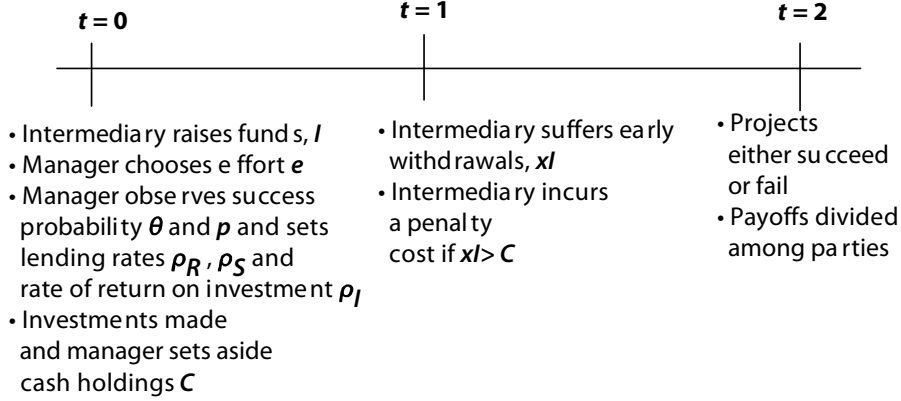 t = 0
t = 1
t = 2
• Intermediary raises funds, I
• Manager chooses effort e
• Manager observes success
probability θ and p and sets
lending rates ρR , ρS and
rate of return on investment ρI
• Investments made
and manager sets aside
cash holdings C
• Intermediary suffers early
withdrawals, xI
• Intermediary incurs
a penalty
cost if xI> C
• Projects
either succeed
or fail
• Payoffs divided
among parties